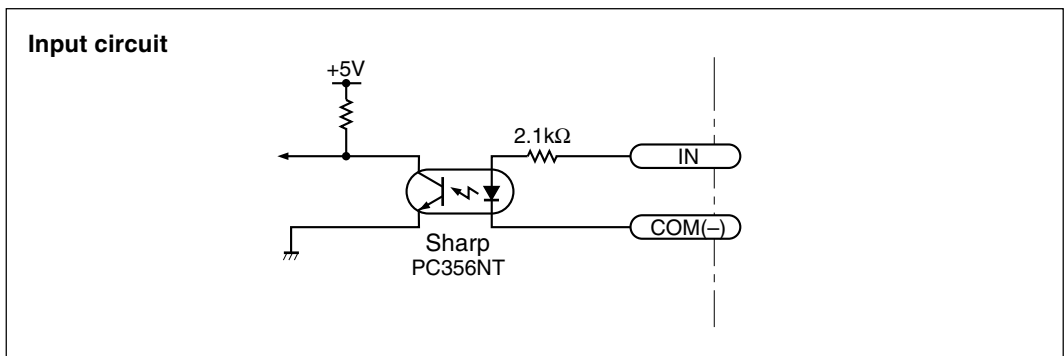 Input circuit
+5V
2.1kΩ
IN
COM(–)
Sharp
PC356NT